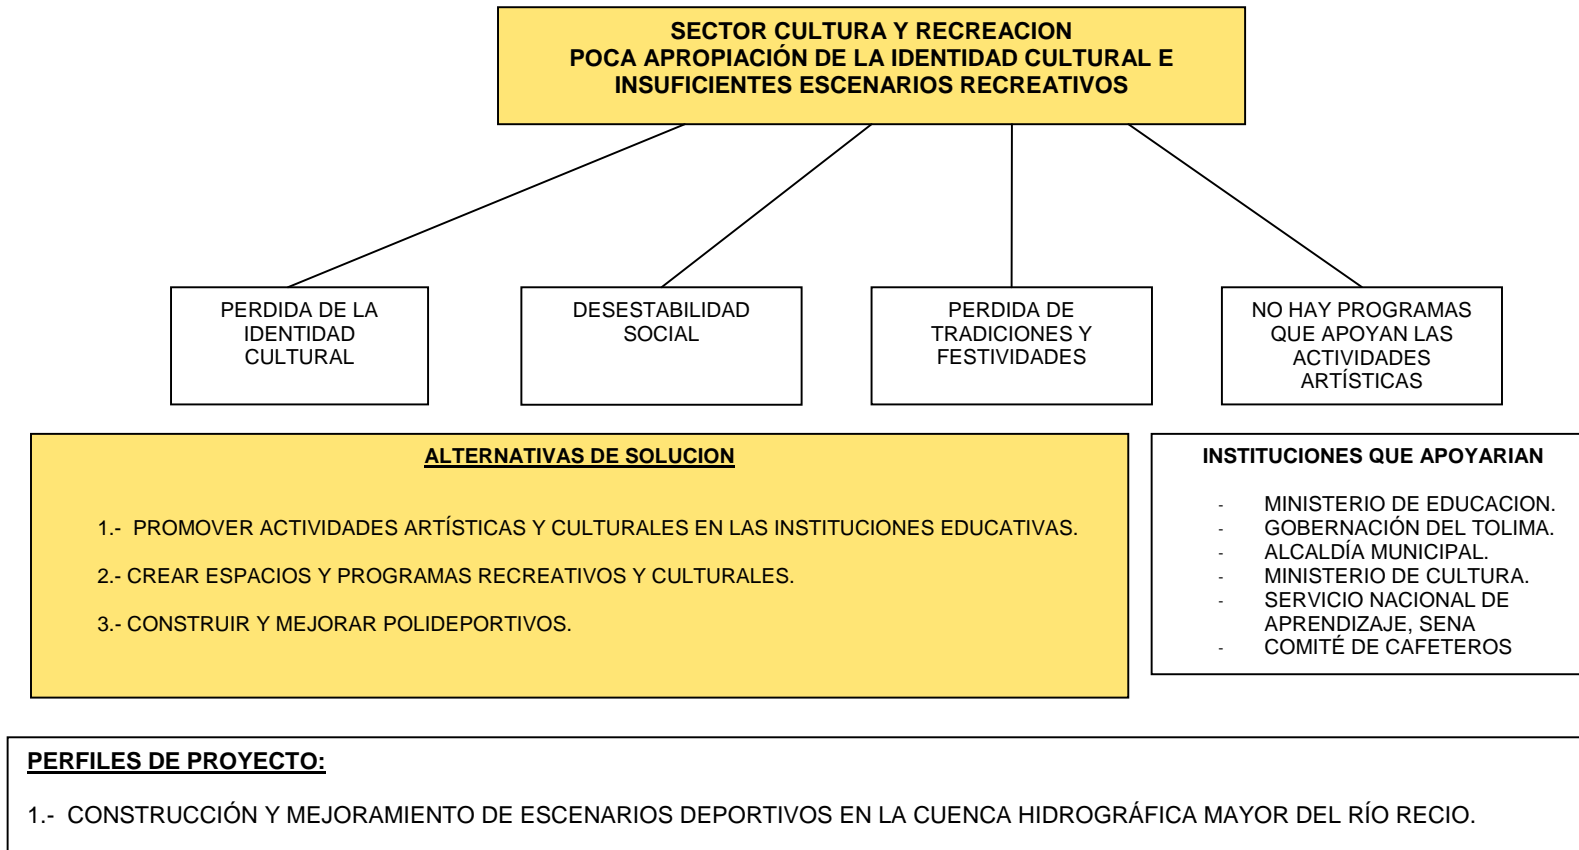 SECTOR CULTURA Y RECREACION
POCA APROPIACIÓN DE LA IDENTIDAD CULTURAL E
INSUFICIENTES ESCENARIOS RECREATIVOS
PERDIDA DE LA
IDENTIDAD
CULTURAL
DESESTABILIDAD
SOCIAL
PERDIDA DE
TRADICIONES Y
FESTIVIDADES
NO HAY PROGRAMAS
QUE APOYAN LAS
ACTIVIDADES
ARTÍSTICAS
ALTERNATIVAS DE SOLUCION
1.- PROMOVER ACTIVIDADES ARTÍSTICAS Y CULTURALES EN LAS INSTITUCIONES EDUCATIVAS.
2.- CREAR ESPACIOS Y PROGRAMAS RECREATIVOS Y CULTURALES.
3.- CONSTRUIR Y MEJORAR POLIDEPORTIVOS.
INSTITUCIONES QUE APOYARIAN
- MINISTERIO DE EDUCACION.
- GOBERNACIÓN DEL TOLIMA.
- ALCALDÍA MUNICIPAL.
- MINISTERIO DE CULTURA.
- SERVICIO NACIONAL DE
APRENDIZAJE, SENA
- COMITÉ DE CAFETEROS
PERFILES DE PROYECTO:
1.- CONSTRUCCIÓN Y MEJORAMIENTO DE ESCENARIOS DEPORTIVOS EN LA CUENCA HIDROGRÁFICA MAYOR DEL RÍO RECIO.